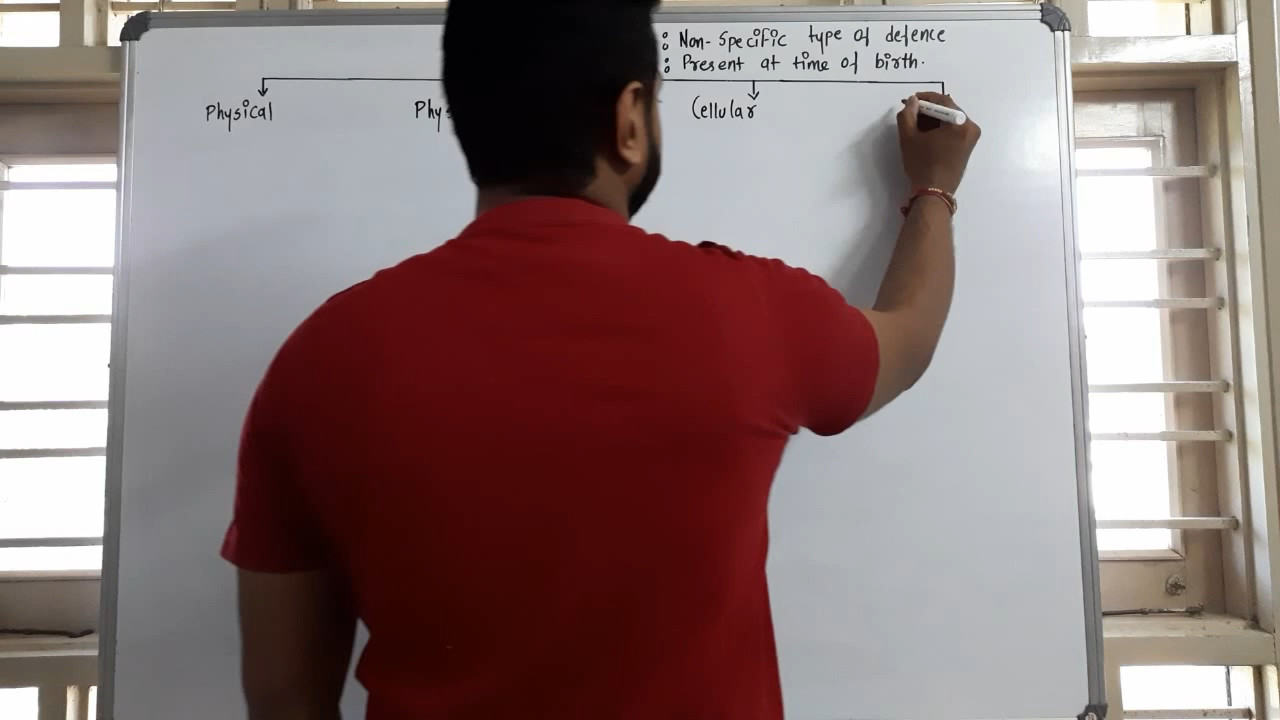 : Non-Specific type of defence
: Present at time of birth.
Physical Cellular